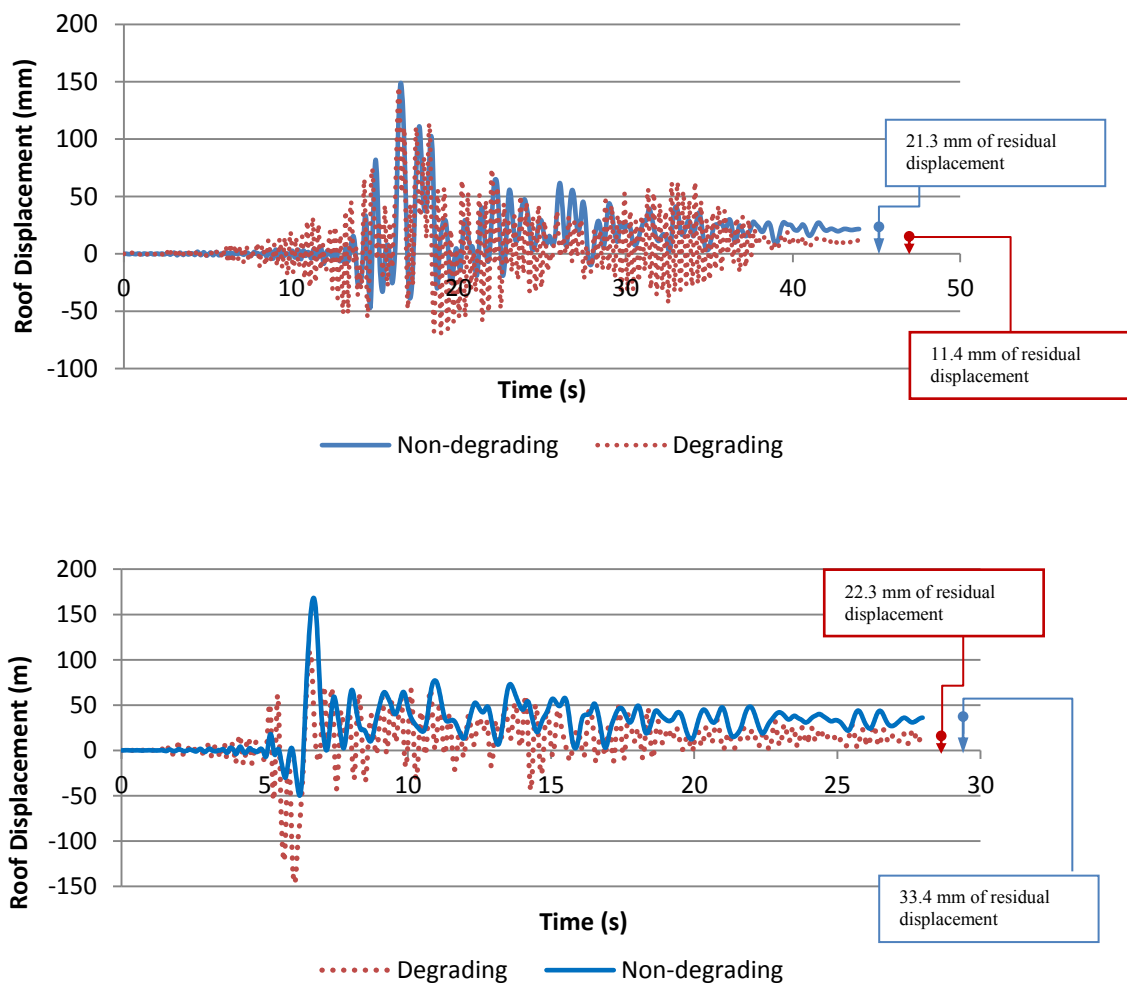 200
150
100
50
0
-50
-100
Roof Displacement (mm)
0
10
20
30
40
50
Time (s)
21.3 mm of residual
displacement
11.4 mm of residual
displacement
Non-degrading
Degrading
200
150
100
50
0
-50
-100
-150
Roof Displacement (m)
0
5
10
15
20
25
30
Time (s)
22.3 mm of residual
displacement
33.4 mm of residual
displacement
Degrading
Non-degrading